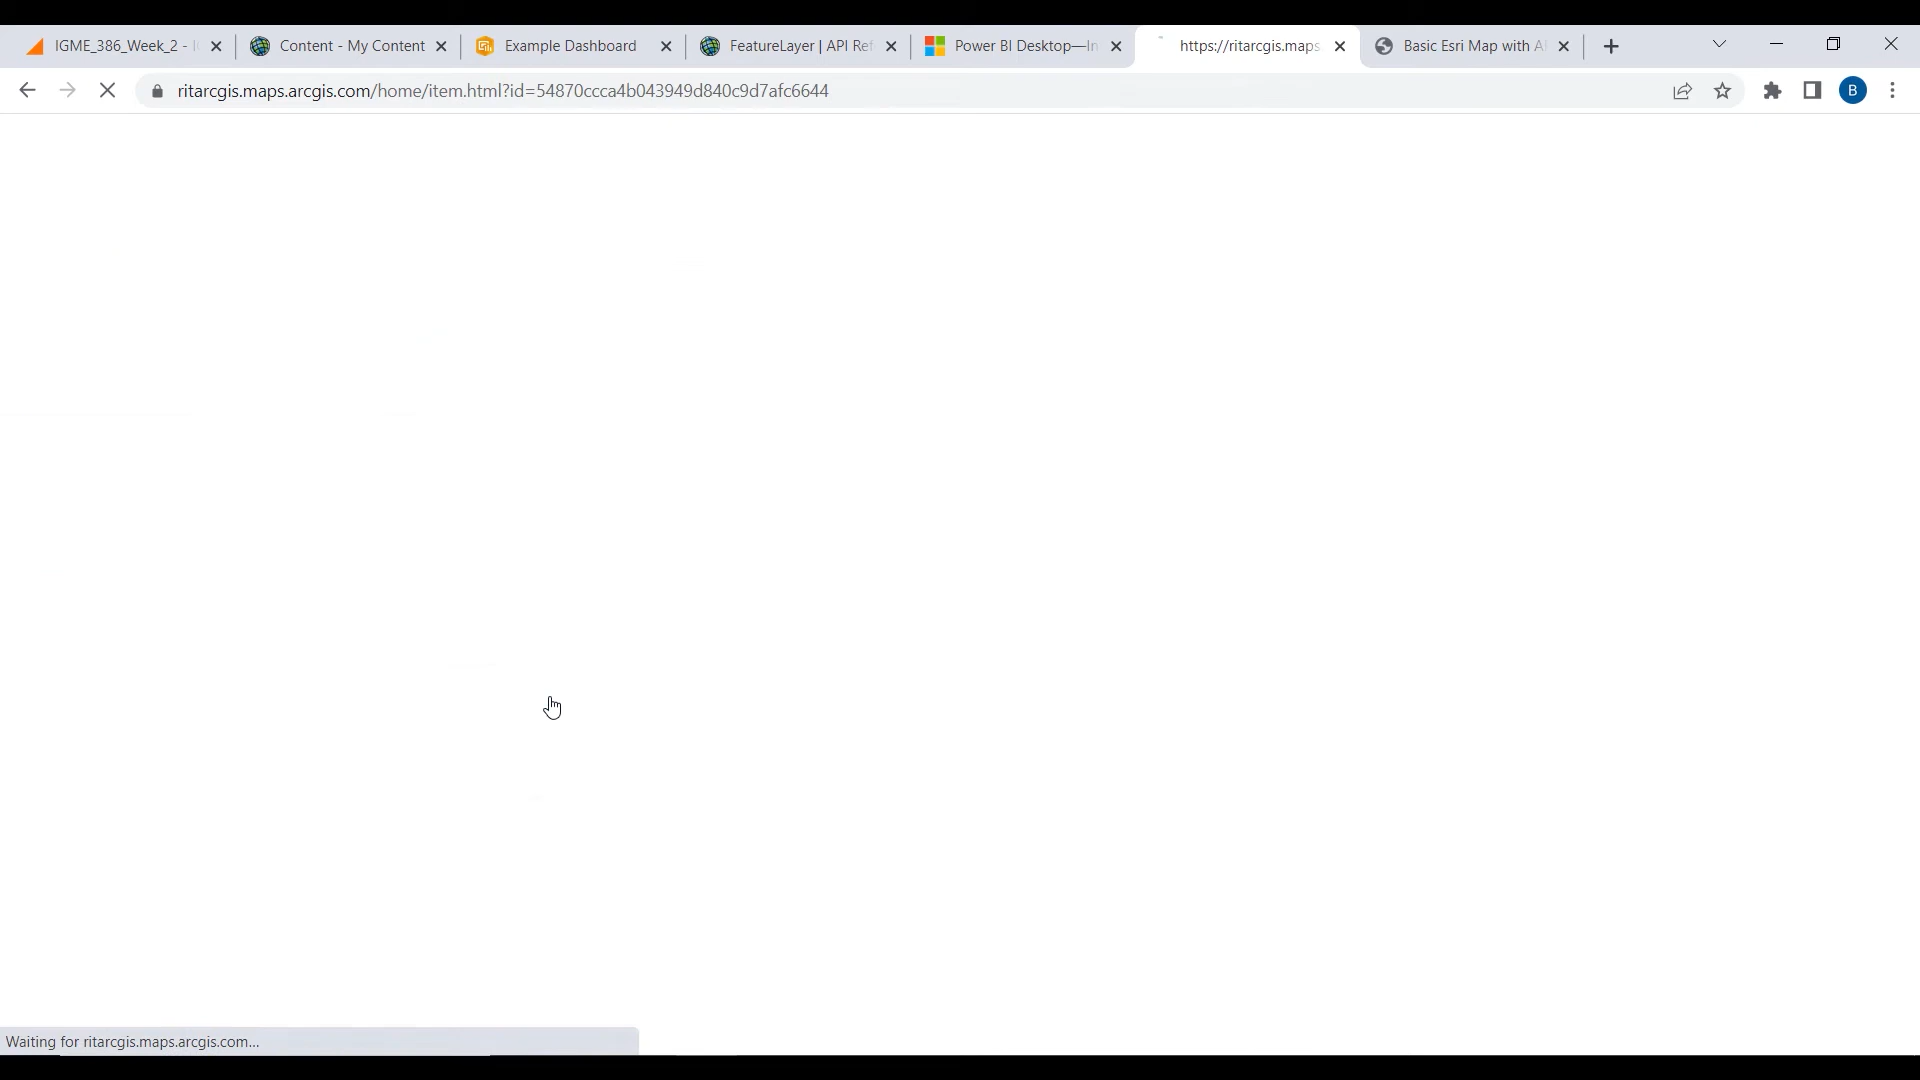 IGME_386_Week_2 -
Content - My Content
Example Dashboard
FeatureLayer | API Ref
Power BI Desktop—In
https://ritarcgis.maps
Basic Esri Map with A
ritarcgis.maps.arcgis.com/home/item.html?id=54870ccca4b043949d840c9d7afc6644
B
Waiting for ritarcgis.maps.arcgis.com...